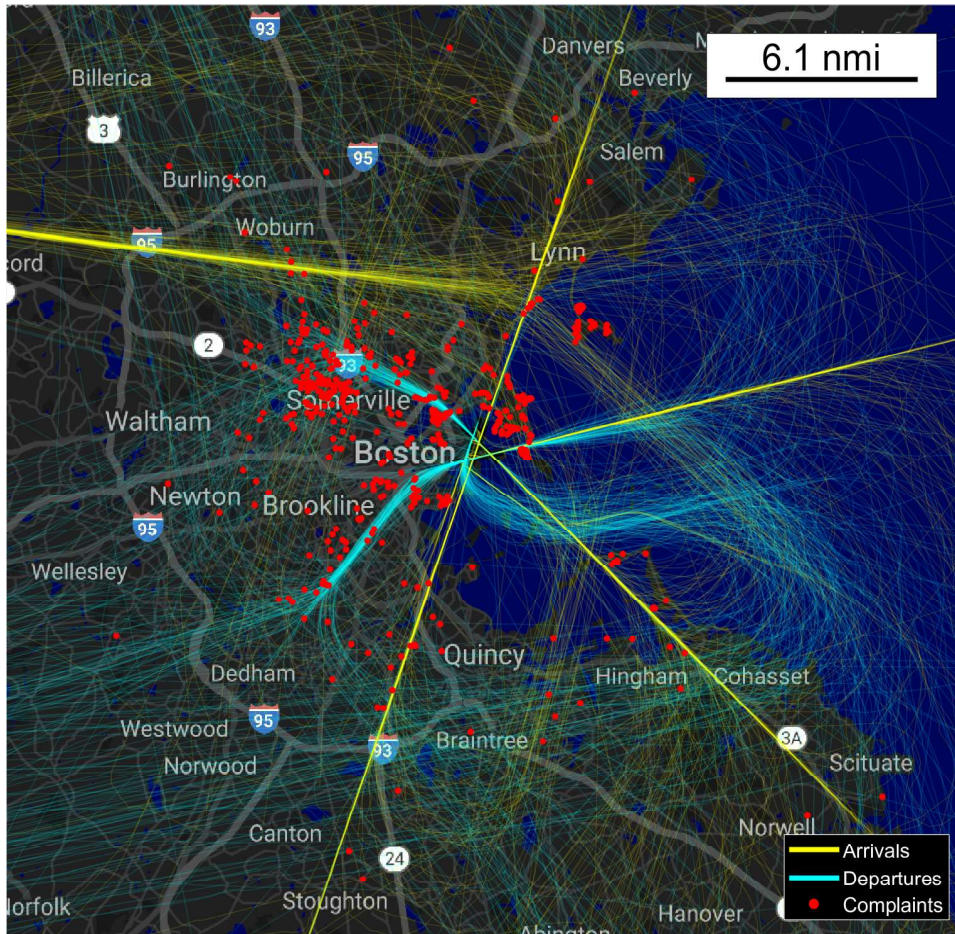 93
Danvers
6.1 nmi
Billerica
Beverly
3
95
Burlington
Salem
Woburn
95
Lynn
cord
2
93
Somerville
Waltham
Boston
Newton
Brookline
95
Wellesley
Quincy
Dedham
Hingham
Cohasset
95
Westwood
93
Braintree
3A
Norwood
Scituate
Canton
Norwell
24
Arrivals
Departures
Complaints
Stoughton
Norfolk
Hanover
Abington